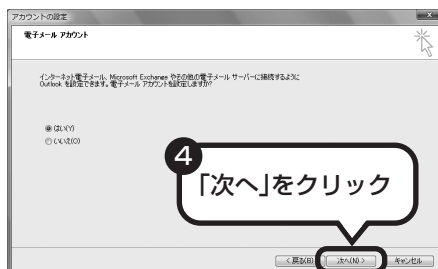 アカウントの設定
電子メール アカウント
インターネット電子メール、Microsoft Exchange やその他の電子メール サーバーに接続するように
Outlook を設定できます。電子メール アカウントを設定しますか?
はい(Y)
いいえ(O)
4
「次へ」をクリック
< 戻る(B)
次へ(N) >
キャンセル